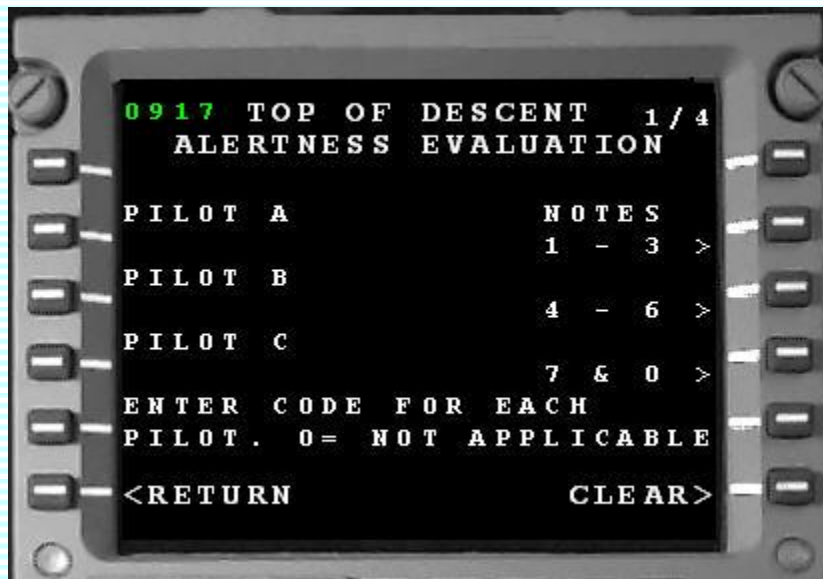 0917 TOP OF DESCENT 1/4
ALERTNESS EVALUATION
PILOT A NOTES
1 - 3 >
PILOT B
4 - 6 >
PILOT C
7 & 0 >
ENTER CODE FOR EACH
PILOT. 0= NOT APPLICABLE
<RETURN CLEAR>